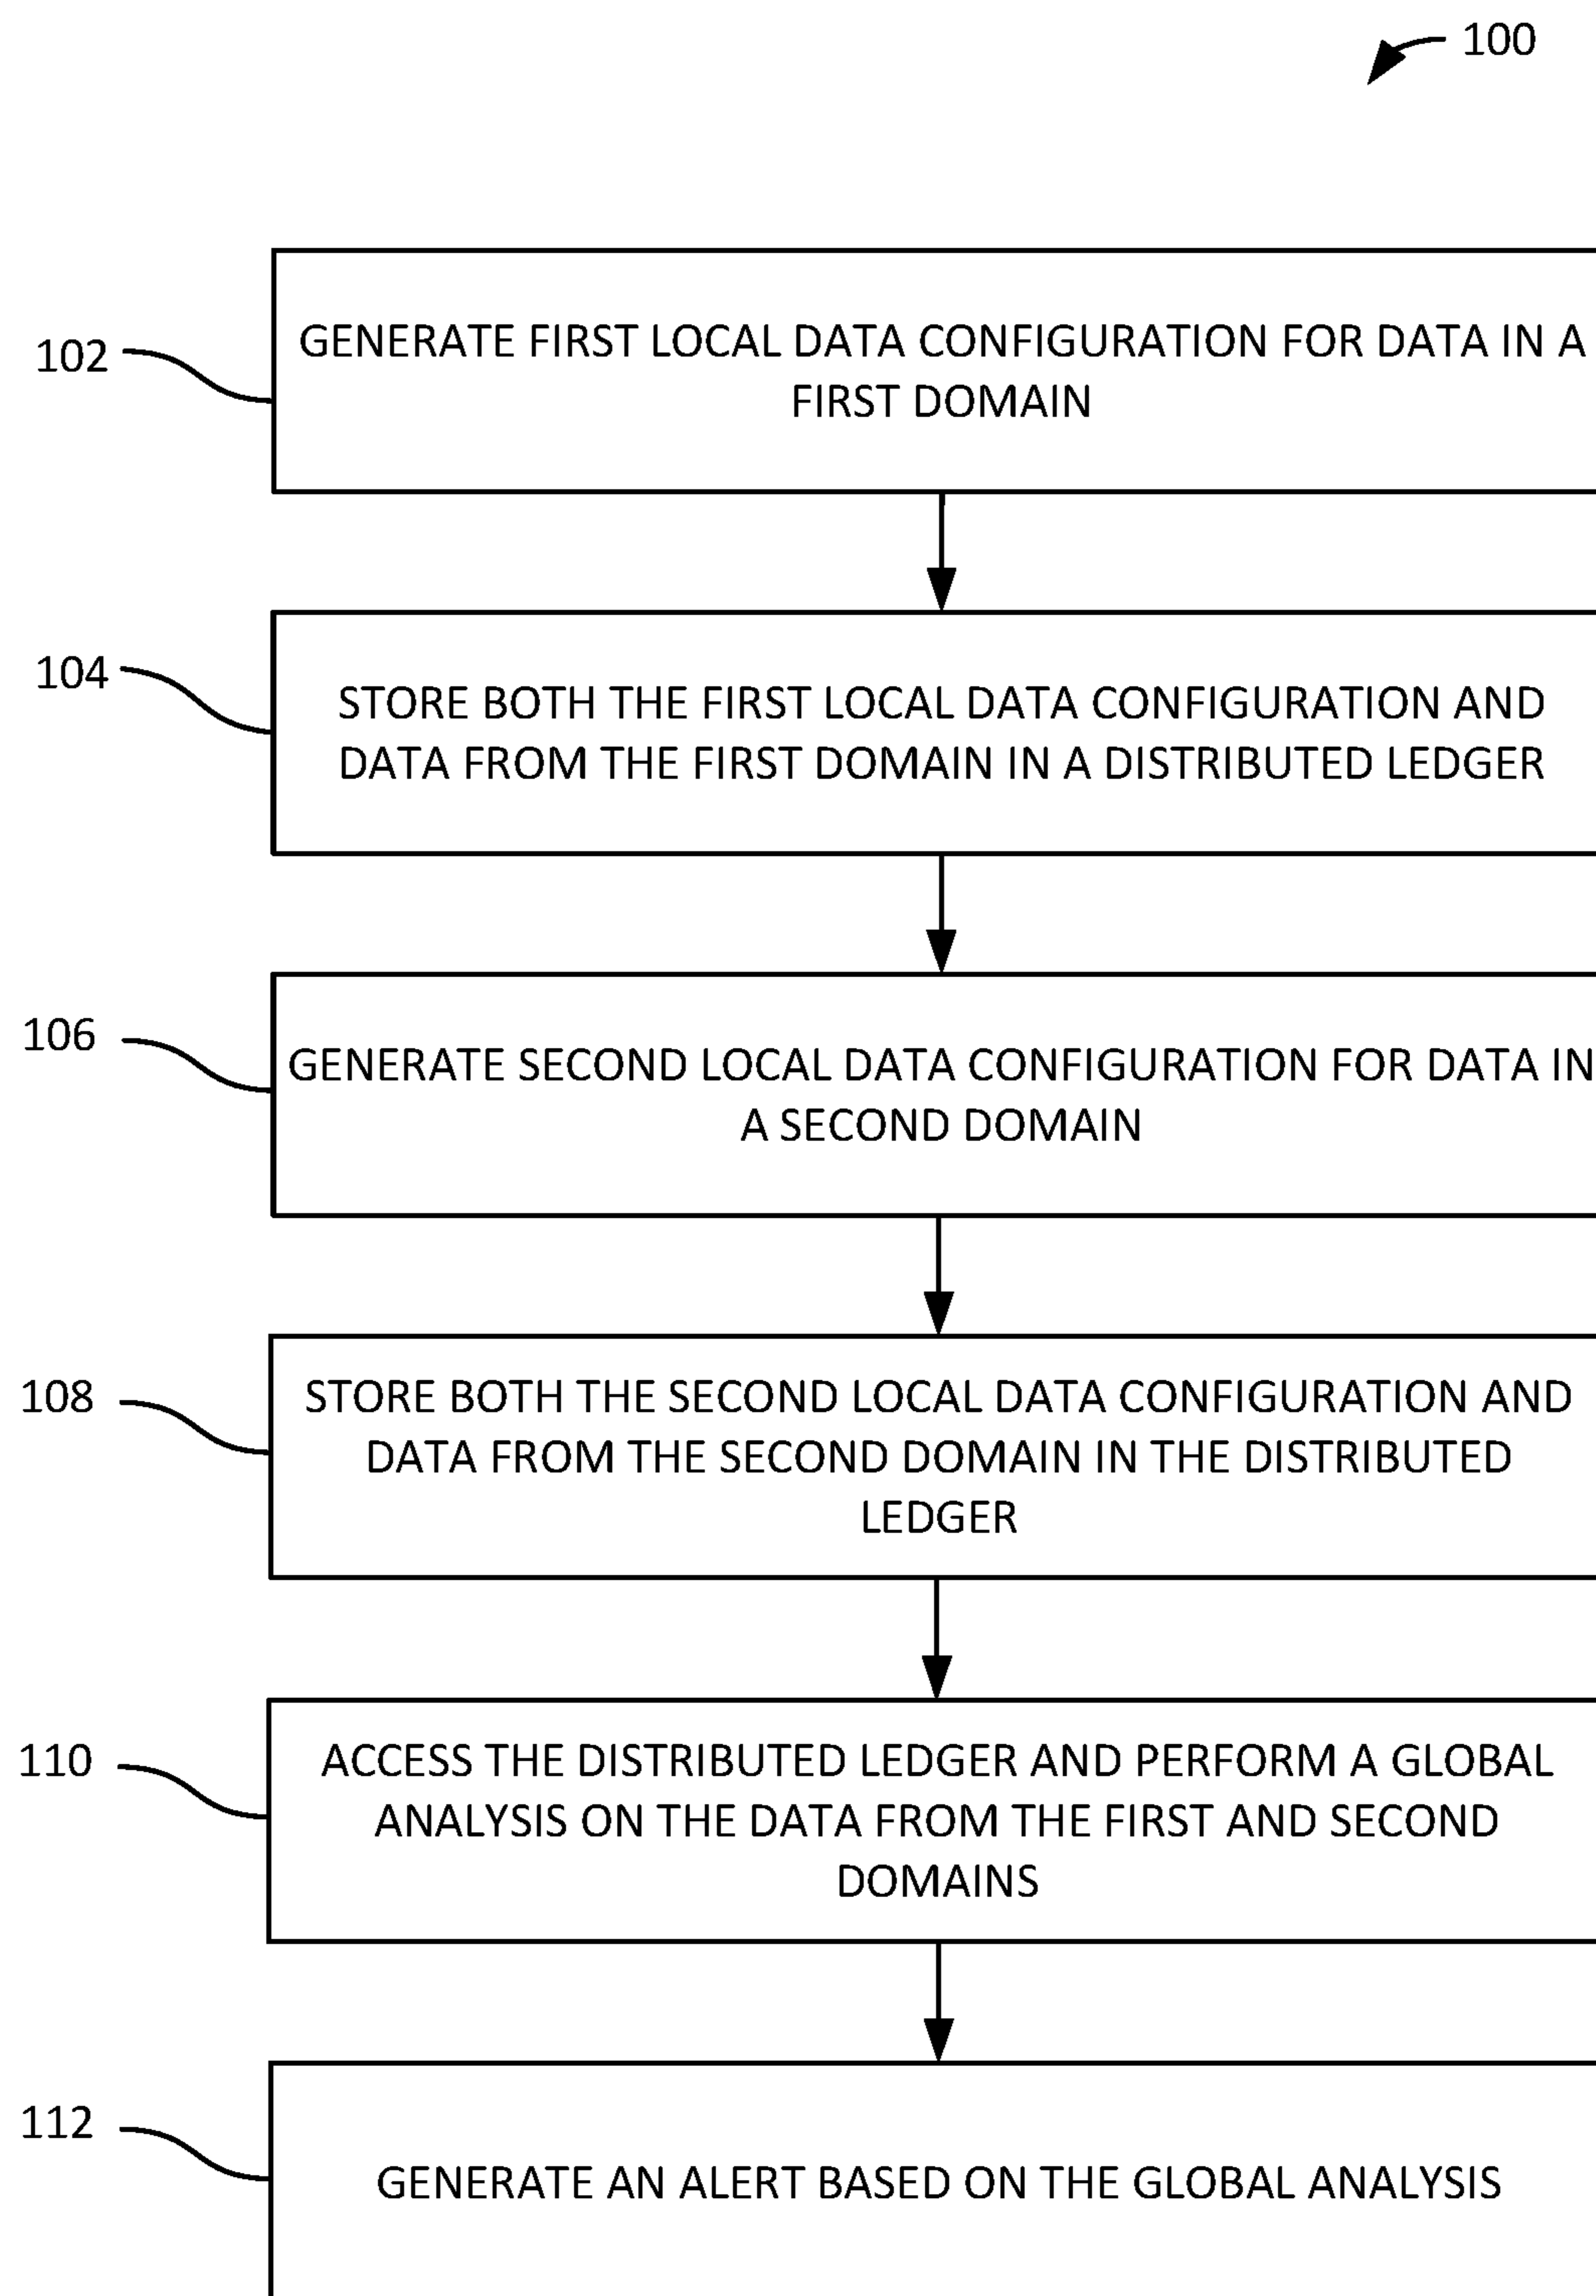 100
102
GENERATE FIRST LOCAL DATA CONFIGURATION FOR DATA IN A
FIRST DOMAIN
104
STORE BOTH THE FIRST LOCAL DATA CONFIGURATION AND
DATA FROM THE FIRST DOMAIN IN A DISTRIBUTED LEDGER
106
GENERATE SECOND LOCAL DATA CONFIGURATION FOR DATA IN
A SECOND DOMAIN
108
STORE BOTH THE SECOND LOCAL DATA CONFIGURATION AND
DATA FROM THE SECOND DOMAIN IN THE DISTRIBUTED
LEDGER
110
ACCESS THE DISTRIBUTED LEDGER AND PERFORM A GLOBAL
ANALYSIS ON THE DATA FROM THE FIRST AND SECOND
DOMAINS
112
GENERATE AN ALERT BASED ON THE GLOBAL ANALYSIS